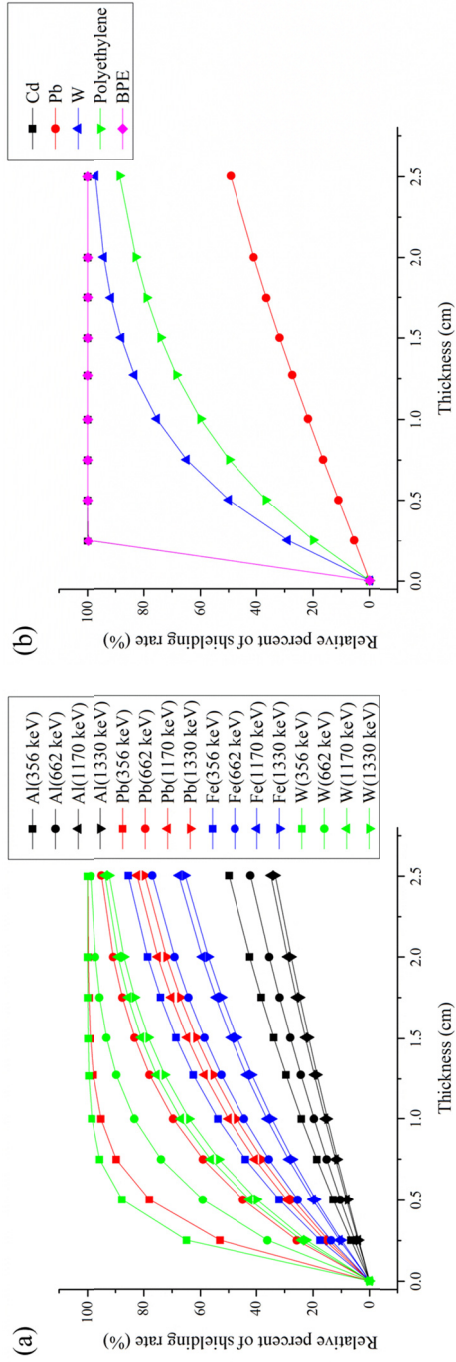 (a)
Relative percent of shielding rate (%)
100
80
60
40
20
0
0.0
0.5
1.0
1.5
2.0
2.5
Thickness (cm)
Al(356 keV)
Al(662 keV)
Al(1170 keV)
Al(1330 keV)
Pb(356 keV)
Pb(662 keV)
Pb(1170 keV)
Pb(1330 keV)
Fe(356 keV)
Fe(662 keV)
Fe(1170 keV)
Fe(1330 keV)
W(356 keV)
W(662 keV)
W(1170 keV)
W(1330 keV)
(b)
Relative percent of shielding rate (%)
100
80
60
40
20
0
0.0
0.5
1.0
1.5
2.0
2.5
Thickness (cm)
Cd
Pb
W
Polyethylene
BPE